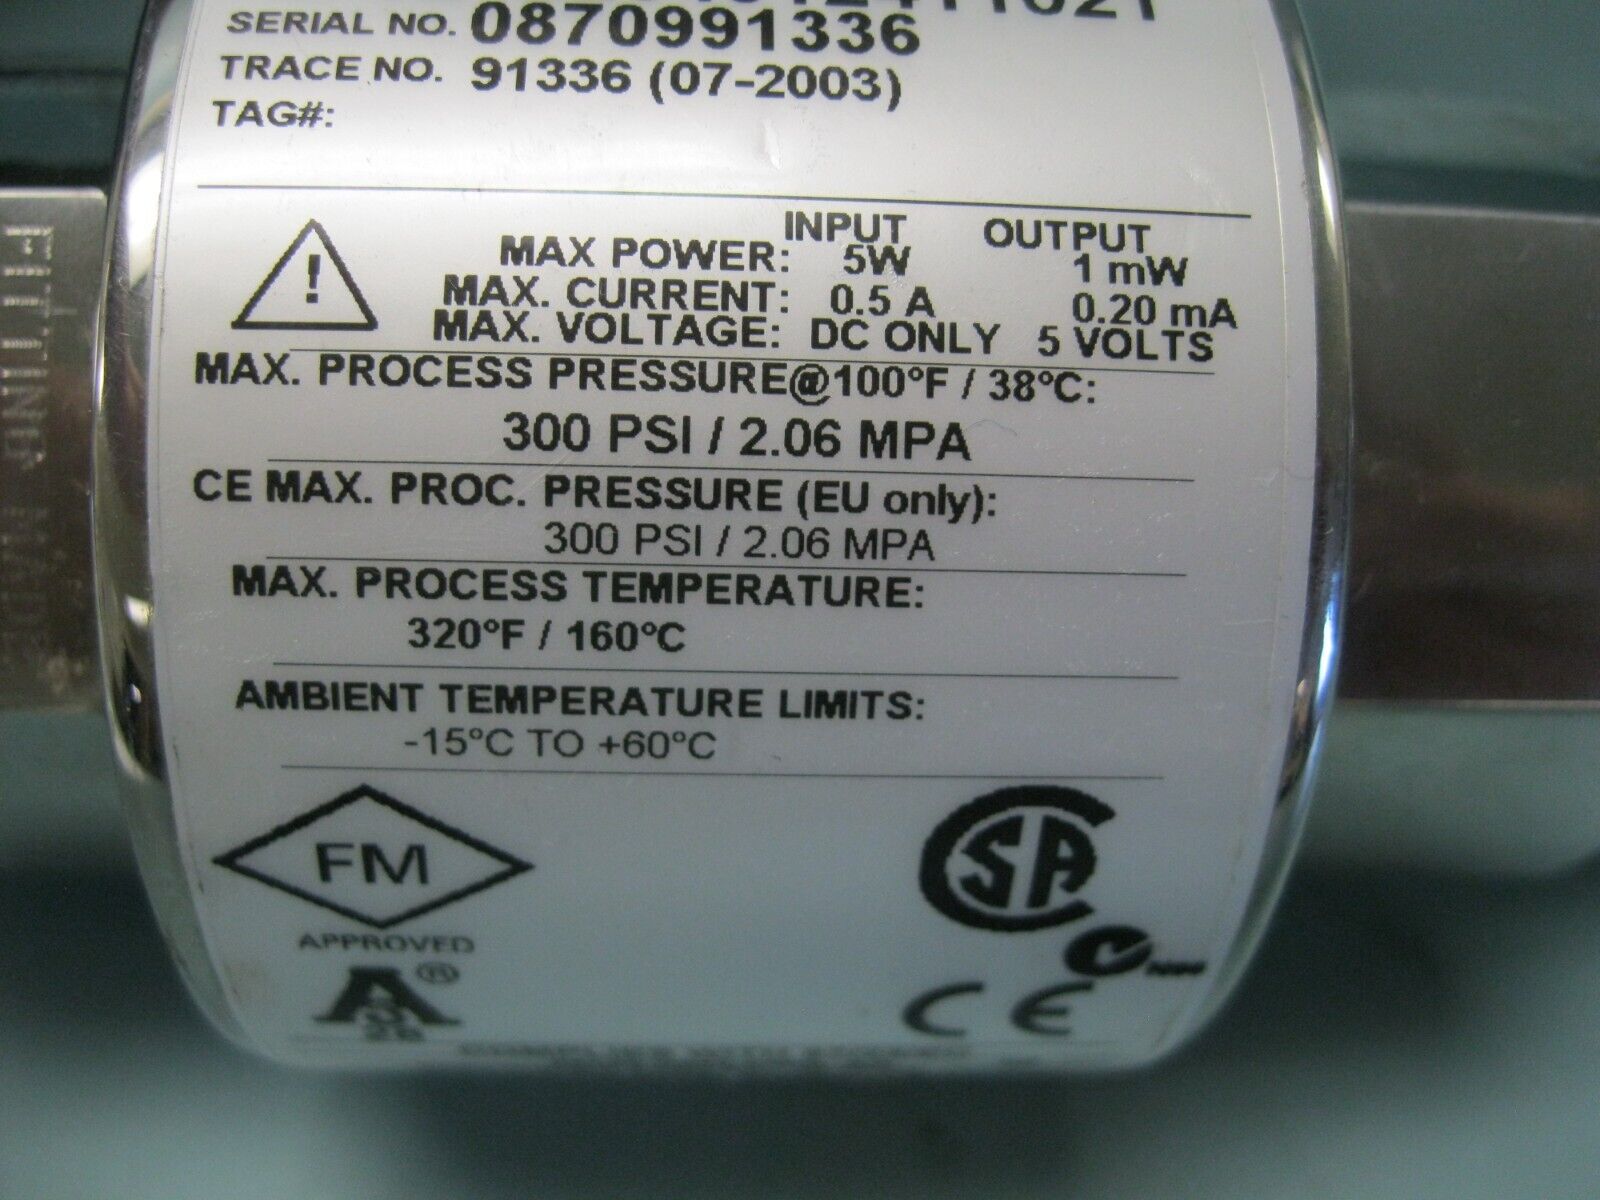 SERIAL NO. 0870991336
TRACE NO. 91336 (07-2003)
TAG#:
INPUT OUTPUT
MAX POWER: 5W 1 mW
MAX. CURRENT: 0.5 A 0.20 mA
MAX. VOLTAGE: DC ONLY 5 VOLTS
!
MAX. PROCESS PRESSURE@100°F / 38°C:
300 PSI / 2.06 MPA
CE MAX. PROC. PRESSURE (EU only):
300 PSI / 2.06 MPA
MAX. PROCESS TEMPERATURE:
320°F / 160°C
AMBIENT TEMPERATURE LIMITS:
-15°C TO +60°C
FM
APPROVED
SA
A ®
CE